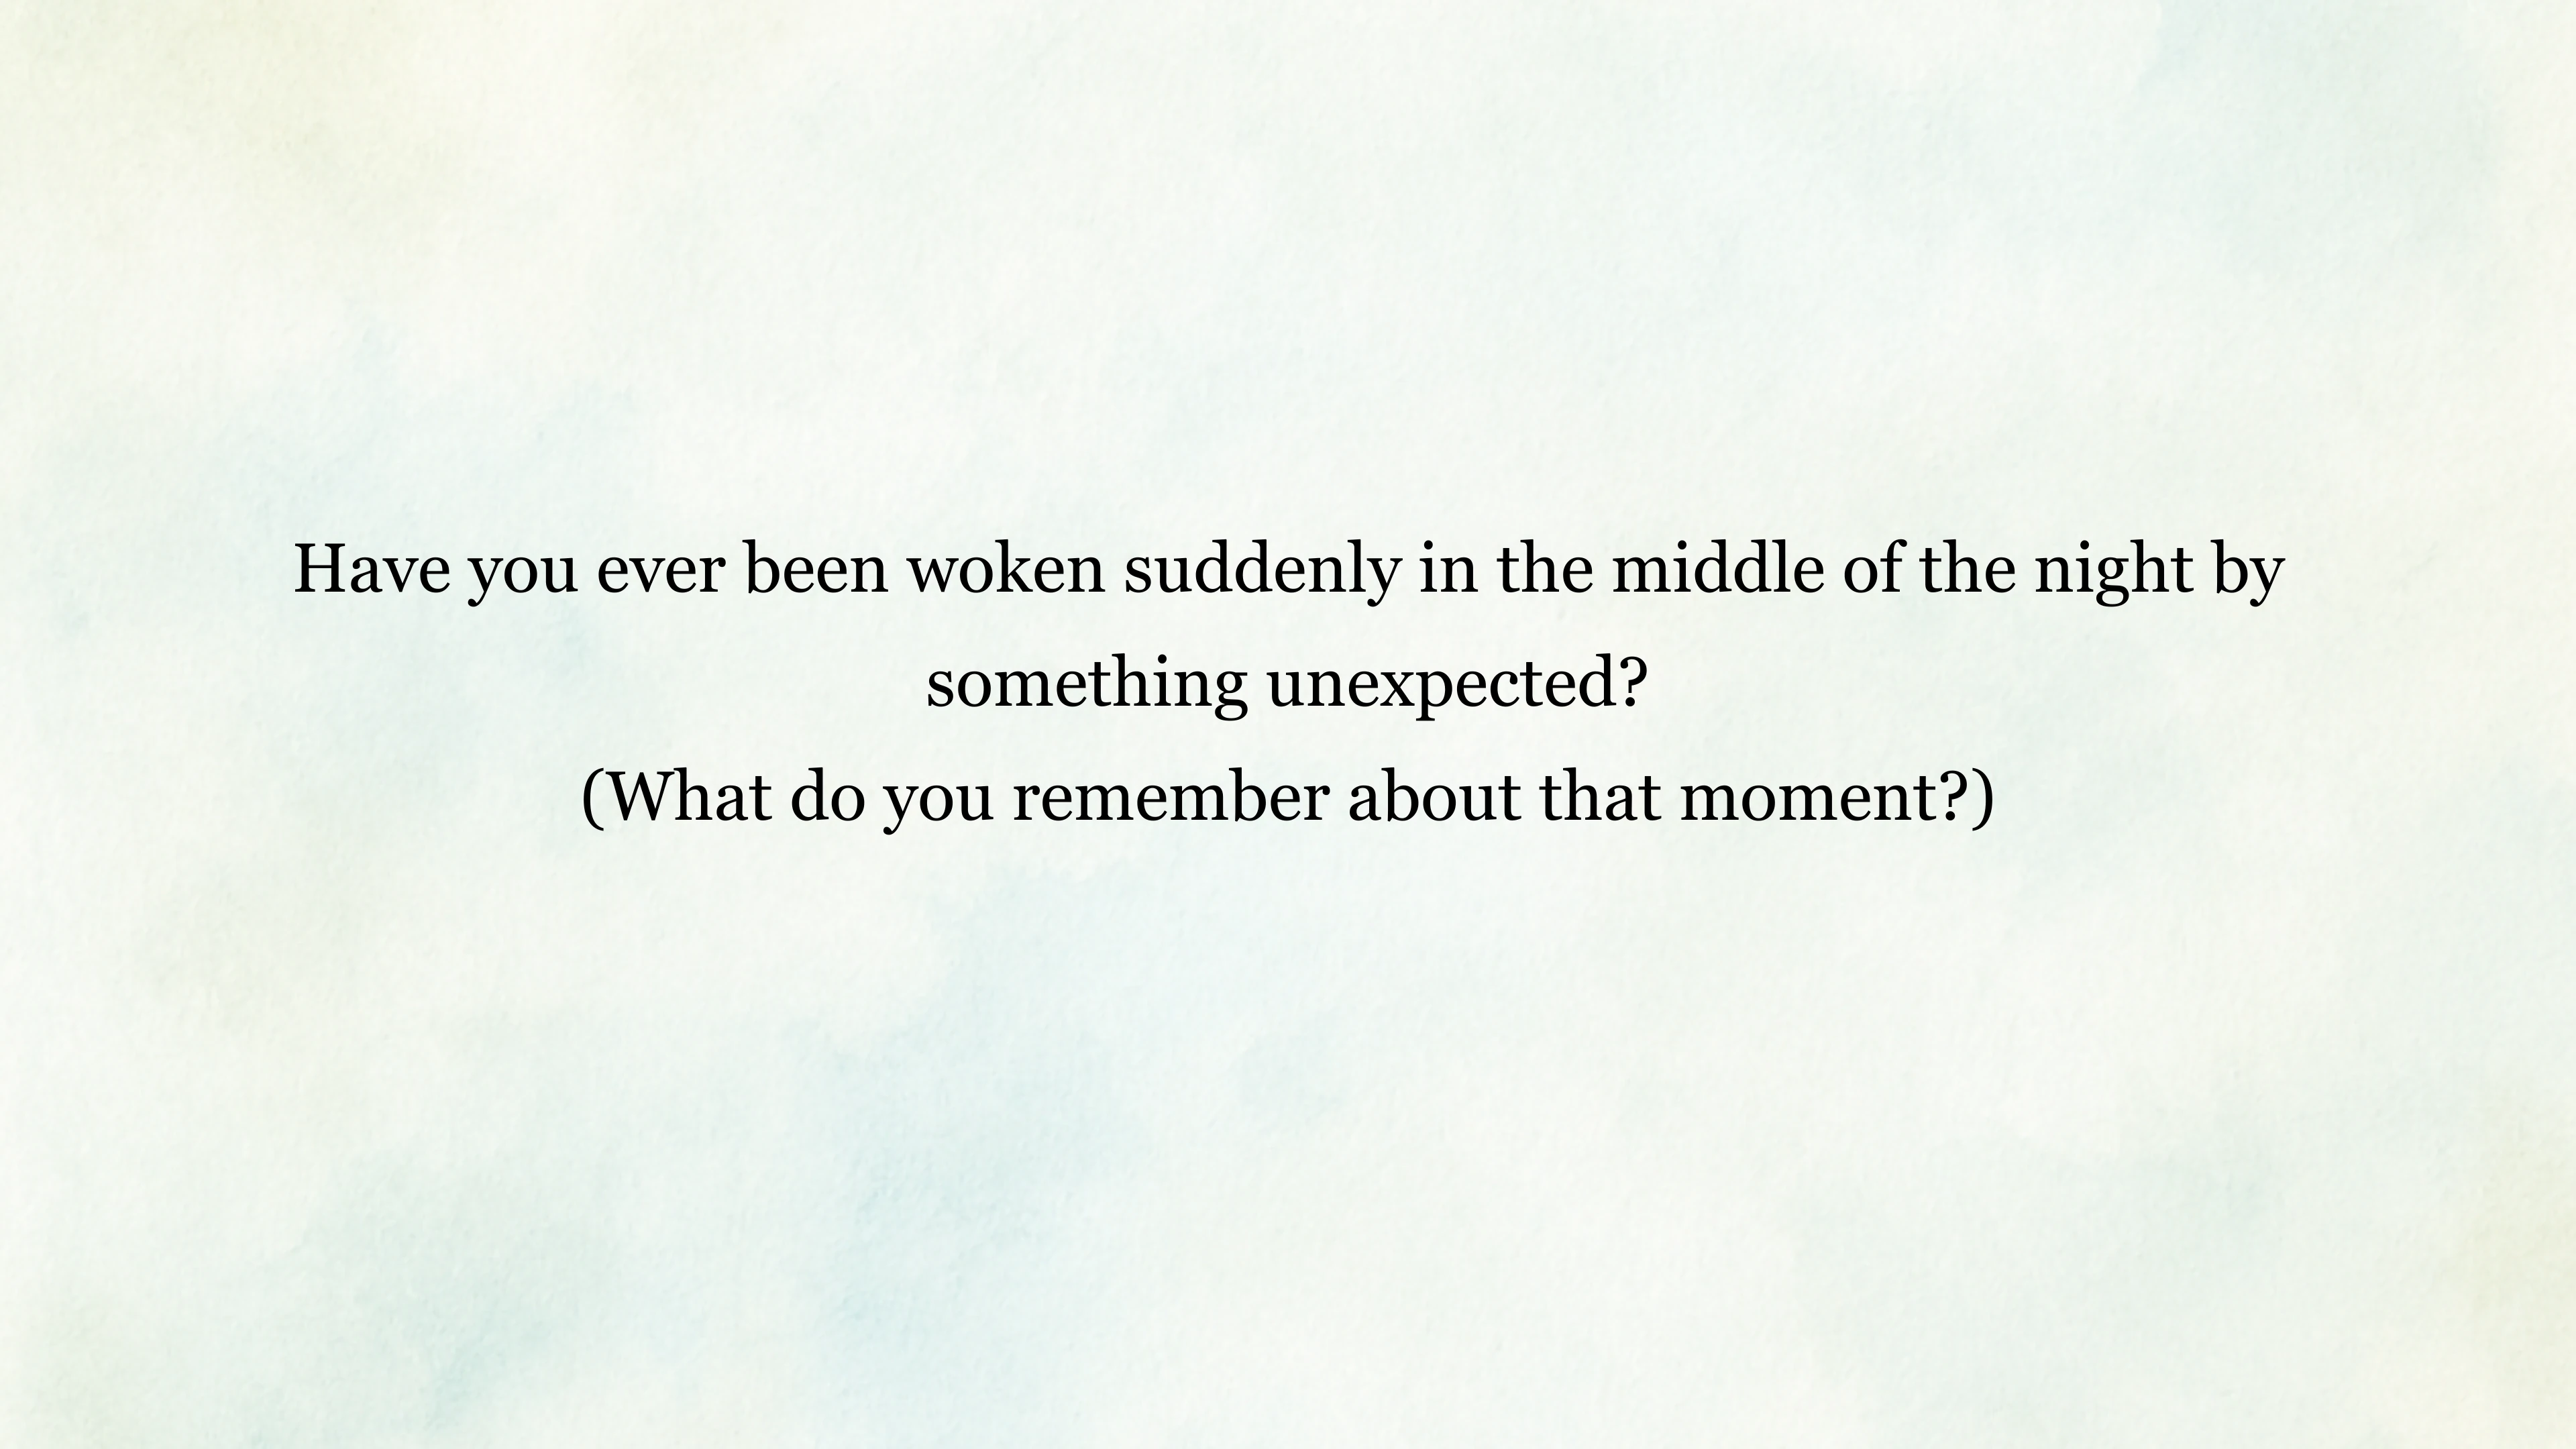 Have you ever been woken suddenly in the middle of the night by
something unexpected?
(What do you remember about that moment?)